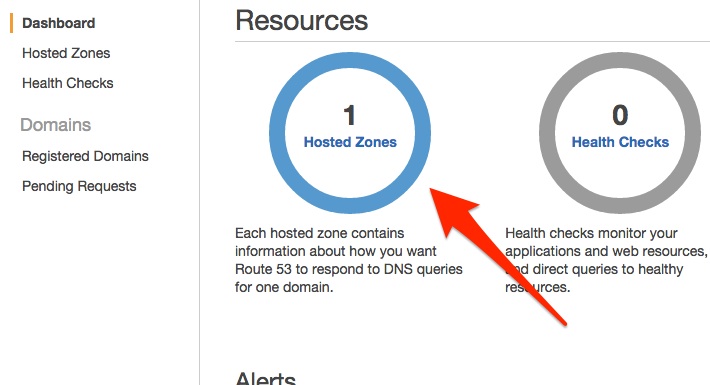 Dashboard
Hosted Zones
Health Checks
Domains
Registered Domains
Pending Requests
Resources
1
Hosted Zones
Each hosted zone contains
information about how you want
Route 53 to respond to DNS queries
for one domain.
0
Health Checks
Health checks monitor your
applications and web resources,
and direct queries to healthy
resources.
Alerts